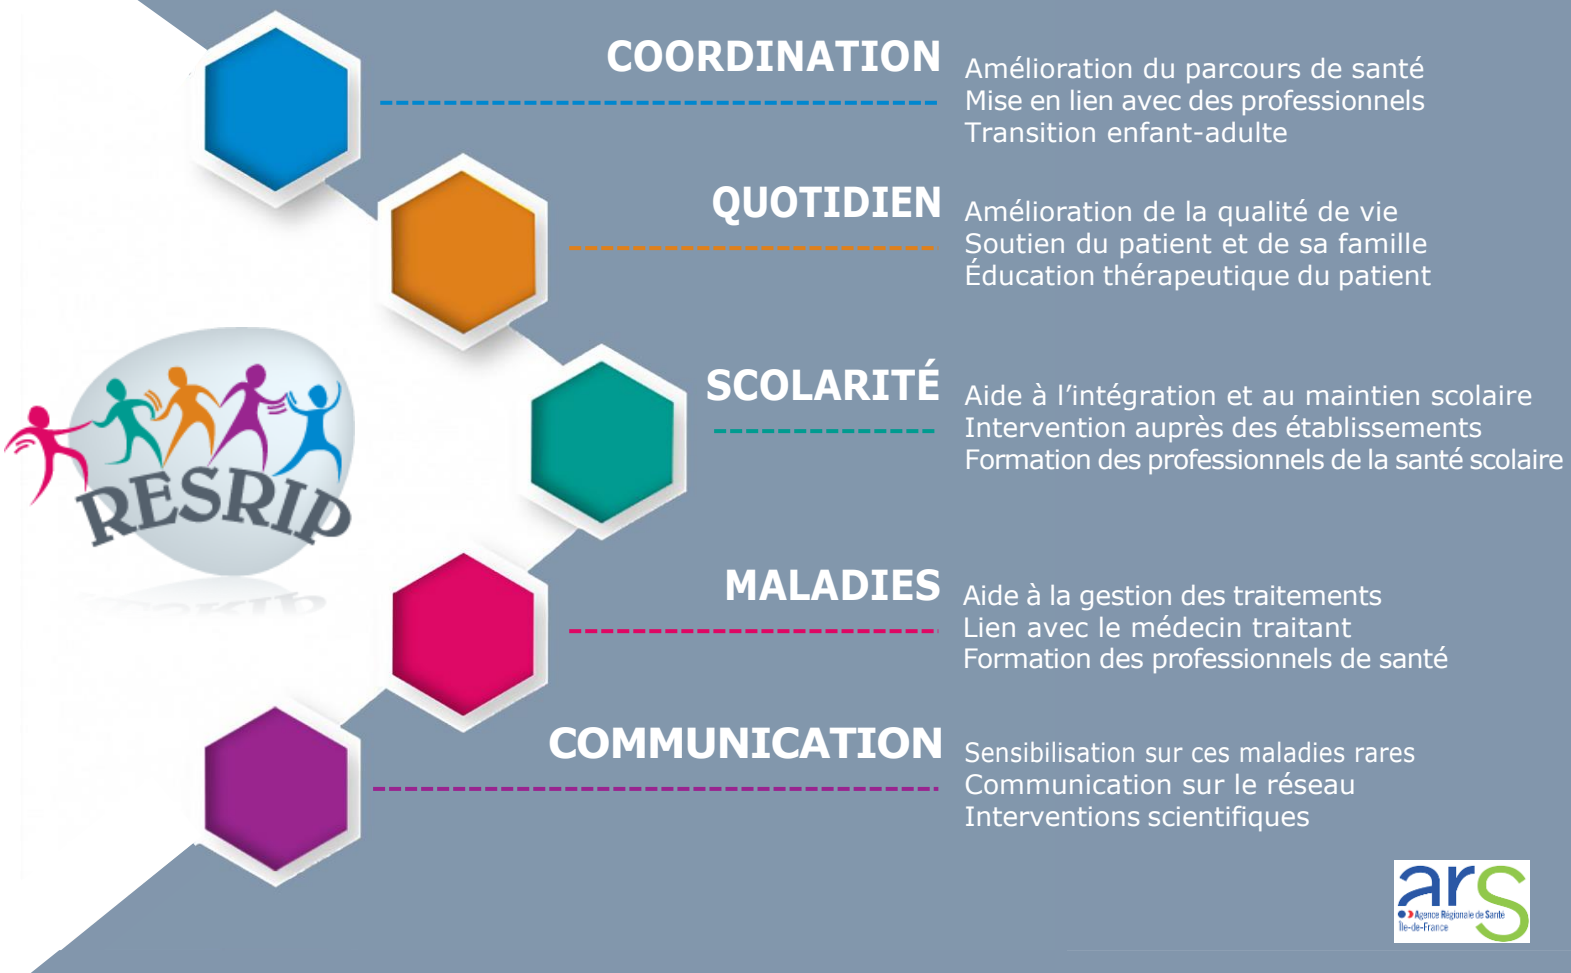 COORDINATION
Amélioration du parcours de santé
Mise en lien avec des professionnels
Transition enfant-adulte
QUOTIDIEN
Amélioration de la qualité de vie
Soutien du patient et de sa famille
Éducation thérapeutique du patient
SCOLARITÉ
Aide à l’intégration et au maintien scolaire
Intervention auprès des établissements
Formation des professionnels de la santé scolaire
RESRIP
MALADIES
Aide à la gestion des traitements
Lien avec le médecin traitant
Formation des professionnels de santé
COMMUNICATION
Sensibilisation sur ces maladies rares
Communication sur le réseau
Interventions scientifiques
ars
Agence Régionale de Santé
Île-de-France